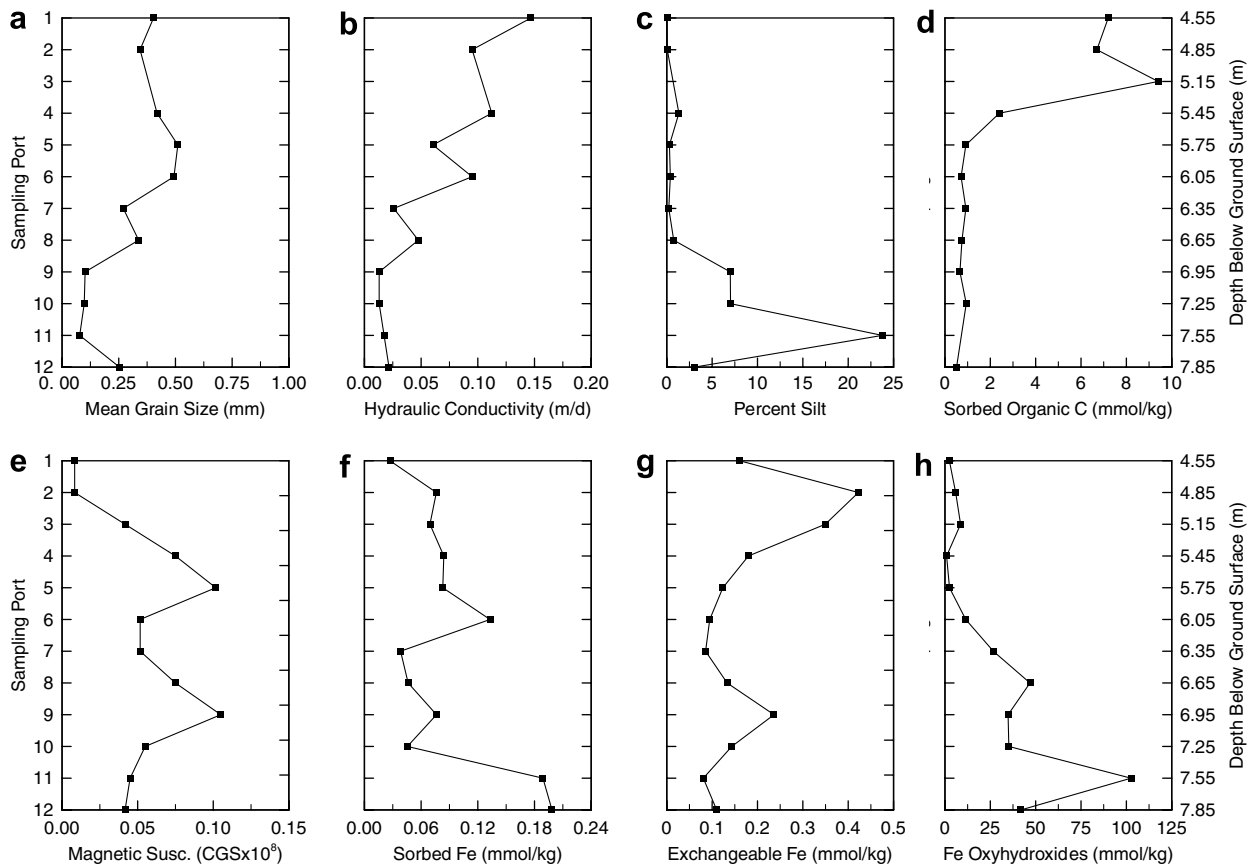 a
b
c
d
1
2
3
4
5
6
7
8
9
10
11
12
Sampling Port
0.00 0.25 0.50 0.75 1.00
Mean Grain Size (mm)
0.00 0.05 0.10 0.15 0.20
Hydraulic Conductivity (m/d)
0 5 10 15 20 25
Percent Silt
0 2 4 6 8 10
Sorbed Organic C (mmol/kg)
4.55
4.85
5.15
5.45
5.75
6.05
6.35
6.65
6.95
7.25
7.55
7.85
Depth Below Ground Surface (m)
e
f
g
h
1
2
3
4
5
6
7
8
9
10
11
12
Sampling Port
0.00 0.05 0.10 0.15
Magnetic Susc. (CGSx10⁸)
0.00 0.06 0.12 0.18 0.24
Sorbed Fe (mmol/kg)
0 0.1 0.2 0.3 0.4 0.5
Exchangeable Fe (mmol/kg)
0 25 50 75 100 125
Fe Oxyhydroxides (mmol/kg)
4.55
4.85
5.15
5.45
5.75
6.05
6.35
6.65
6.95
7.25
7.55
7.85
Depth Below Ground Surface (m)